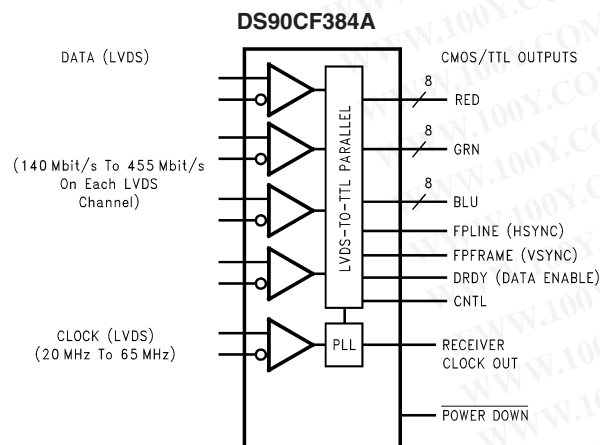 DS90CF384A
DATA (LVDS)
CMOS/TTL OUTPUTS
8
RED
8
GRN
(140 Mbit/s To 455 Mbit/s
On Each LVDS
Channel)
8
BLU
LVDS-TO-TTL PARALLEL
FPLINE (HSYNC)
FPFRAME (VSYNC)
DRDY (DATA ENABLE)
CNTL
CLOCK (LVDS)
(20 MHz To 65 MHz)
PLL
RECEIVER
CLOCK OUT
POWER DOWN